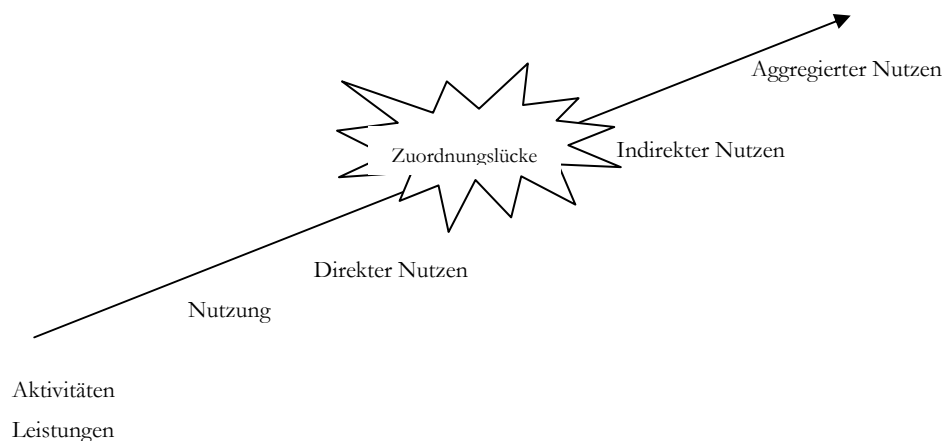 Aggregierter Nutzen
Zuordnungslücke
Indirekter Nutzen
Direkter Nutzen
Nutzung
Aktivitäten
Leistungen